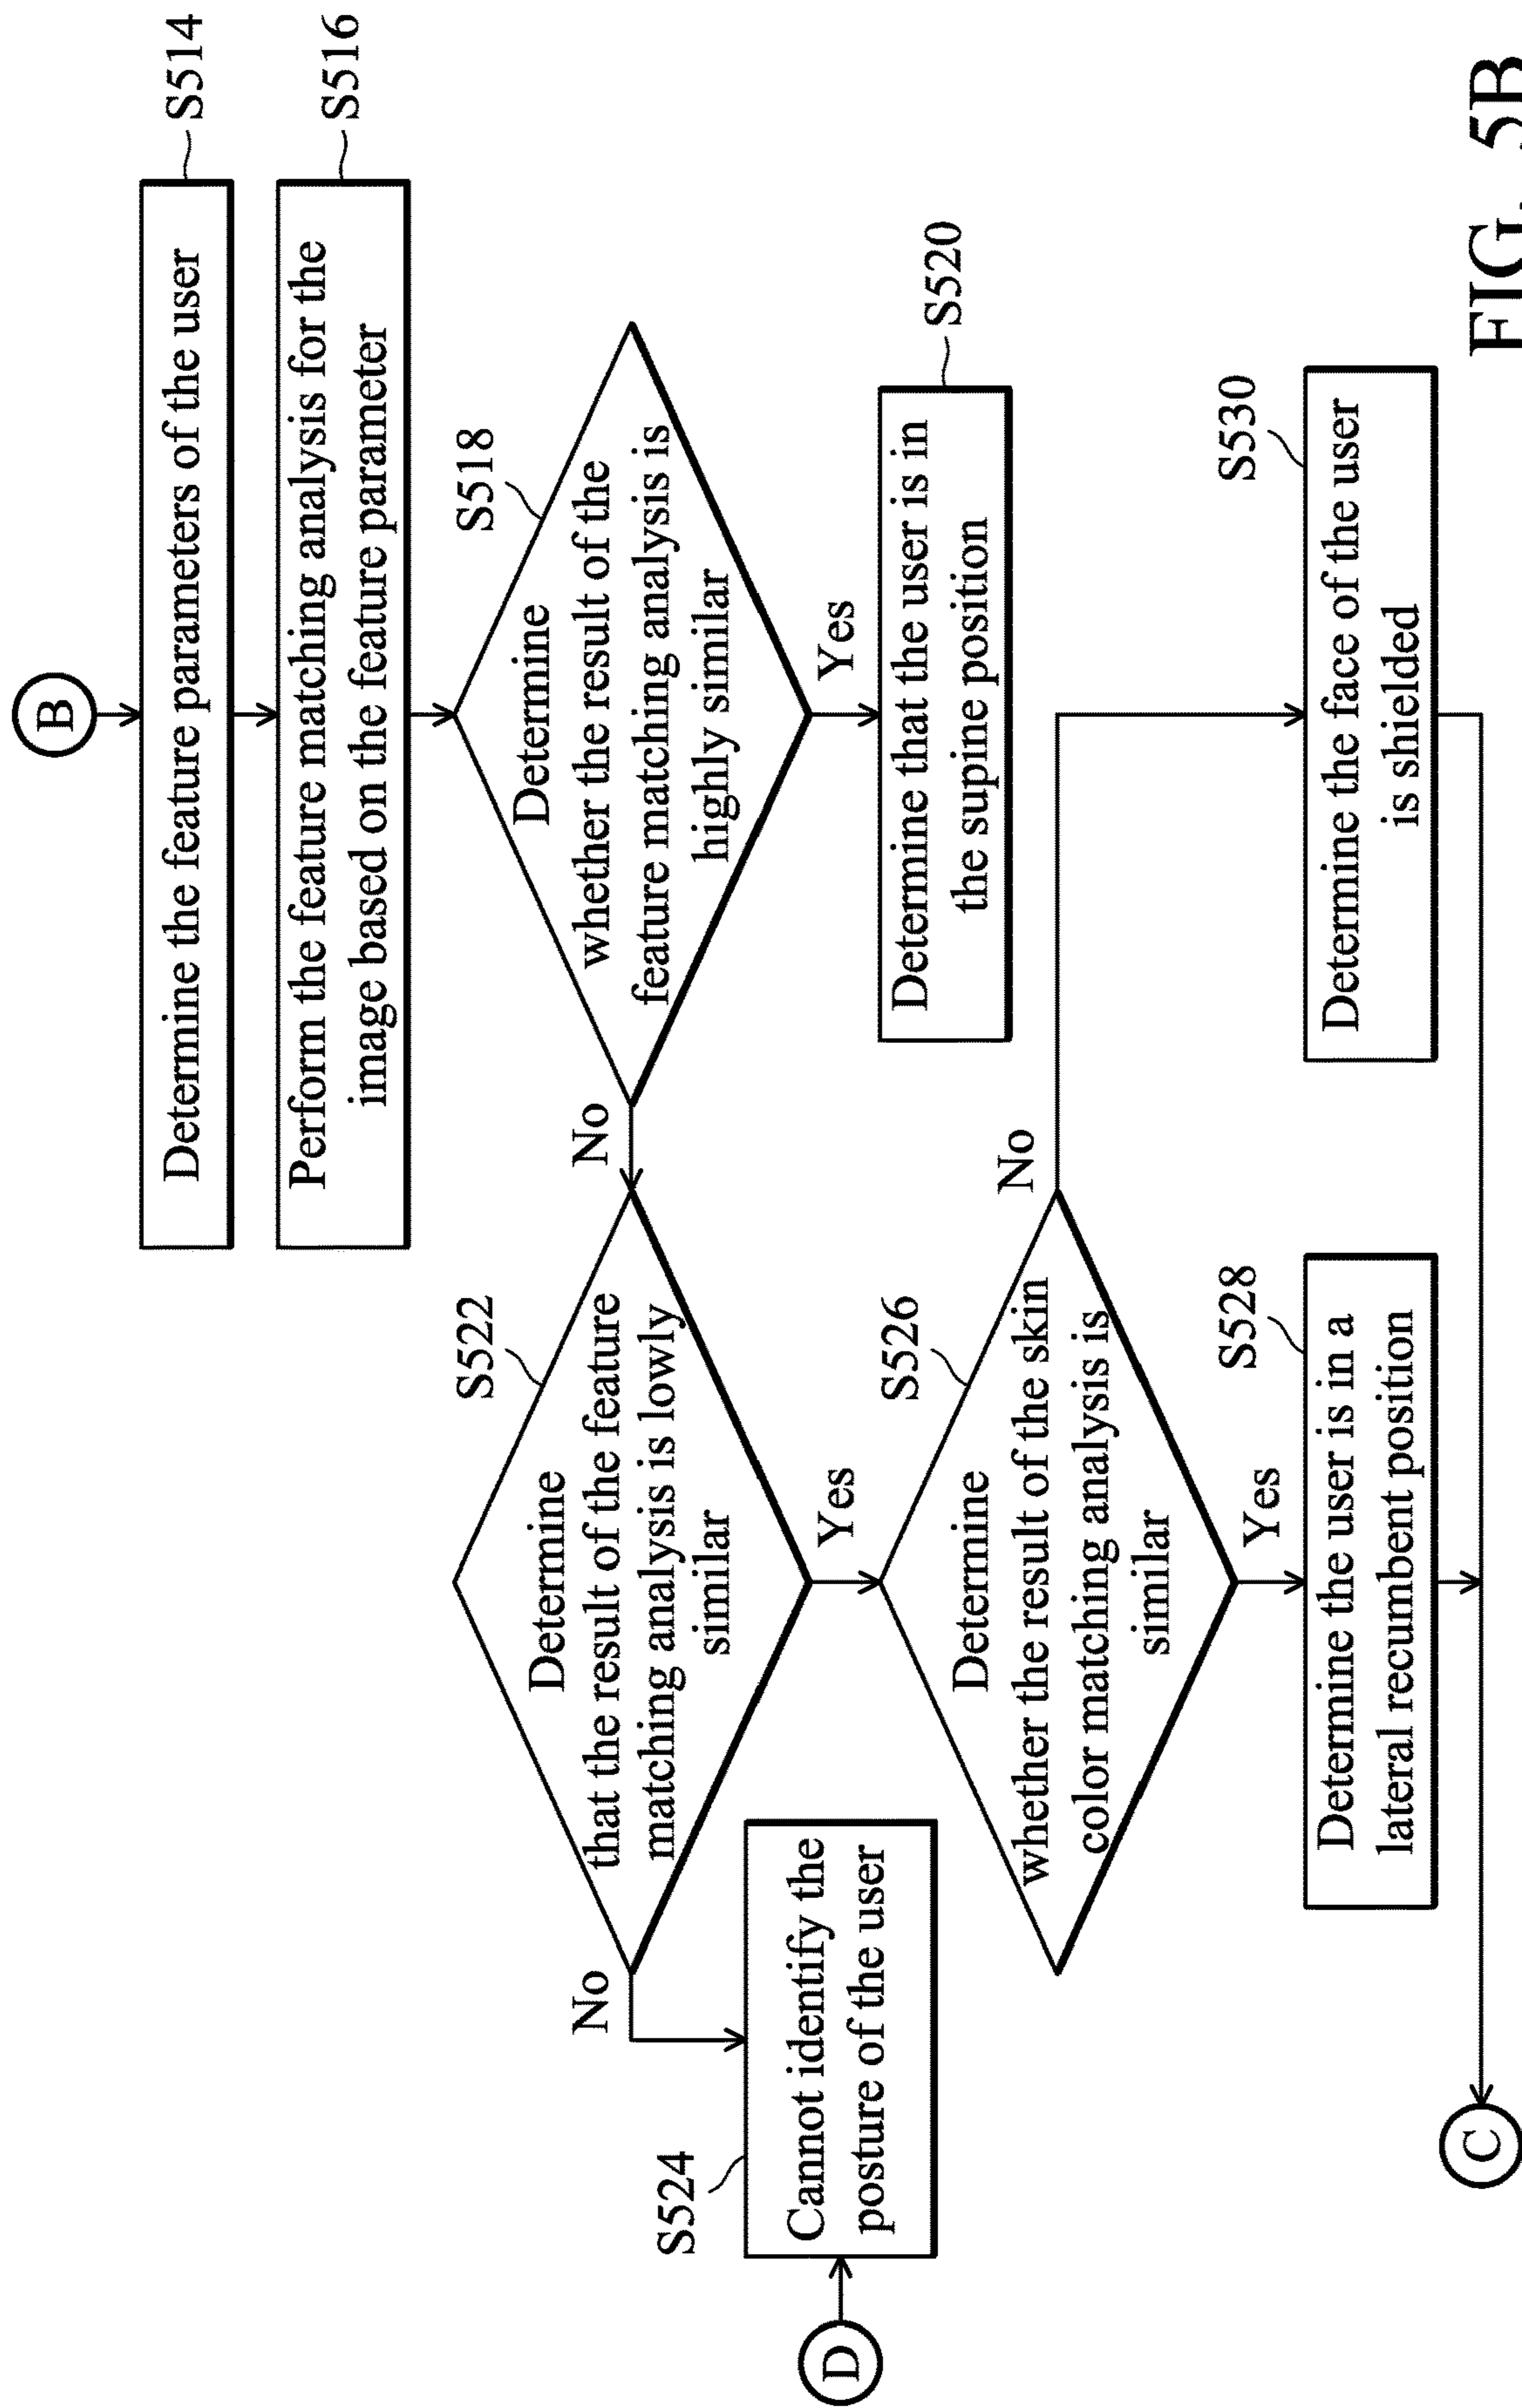 B
Determine the feature parameters of the user
S514
Perform the feature matching analysis for the
image based on the feature parameter
S516
S518
Determine
whether the result of the
feature matching analysis is
highly similar
No
Yes
S522
Determine
that the result of the feature
matching analysis is lowly
similar
No
Yes
Determine that the user is in
the supine position
S520
S524
Cannot identify the
posture of the user
D
S526
Determine
whether the result of the skin
color matching analysis is
similar
No
Yes
S528
Determine the user is in a
lateral recumbent position
S530
Determine the face of the user
is shielded
C
FIG. 5B